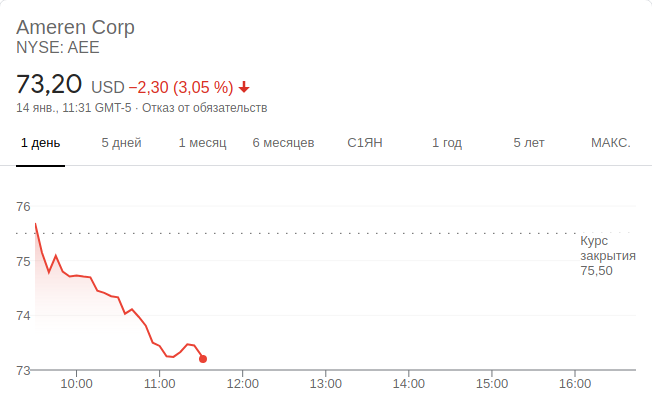 Ameren Corp
NYSE: AEE
73,20 USD −2,30 (3,05 %)
14 янв., 11:31 GMT-5 · Отказ от обязательств
1 день 5 дней 1 месяц 6 месяцев С1ЯН 1 год 5 лет МАКС.
76
Курс
закрытия
75,50
75
74
73
10:00 11:00 12:00 13:00 14:00 15:00 16:00